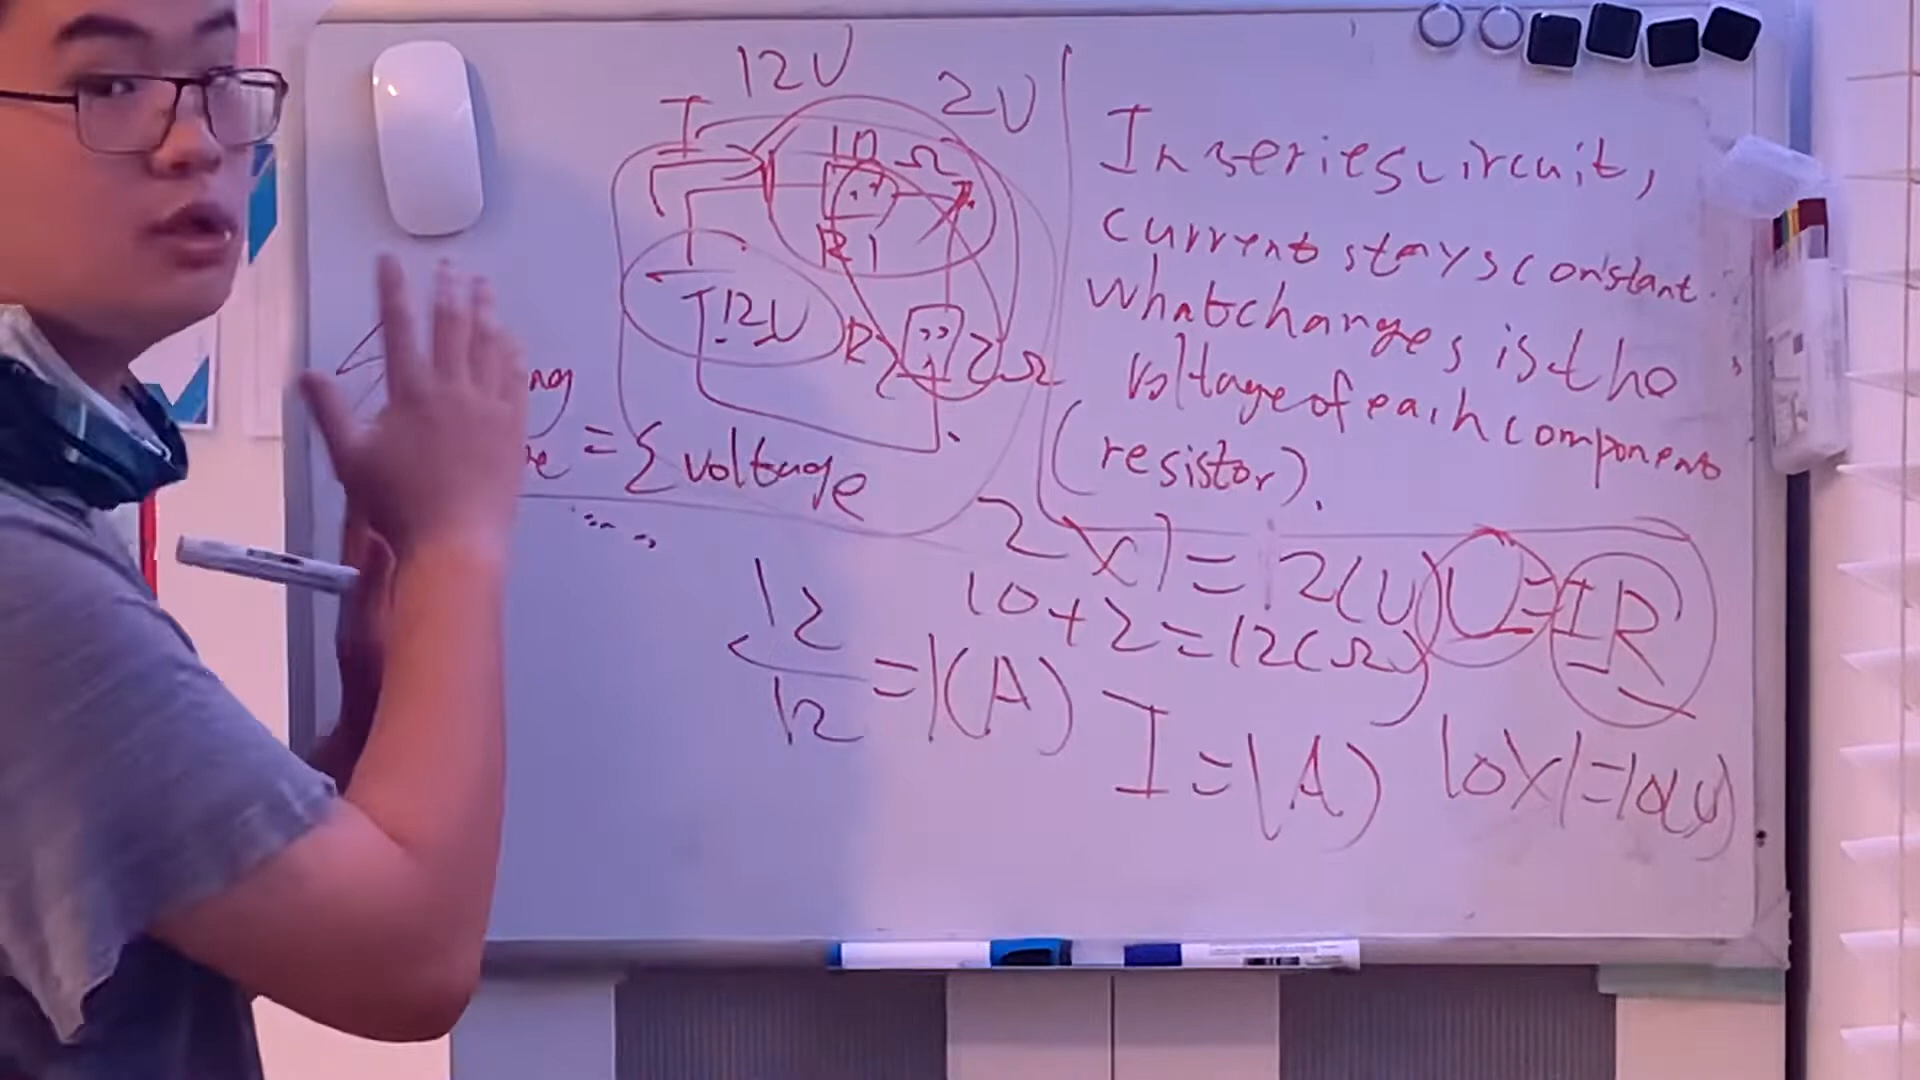 12V
2V
I
10 Ω
R1
12V
R2 2Ω
= Σ voltage
In series circuit,
current stays constant.
What changes is the
voltage of each component
(resistor).
2×1=2(V)
V=IR
10+2=12(Ω)
12
12
=1(A)
I=1(A)
10×1=10(V)